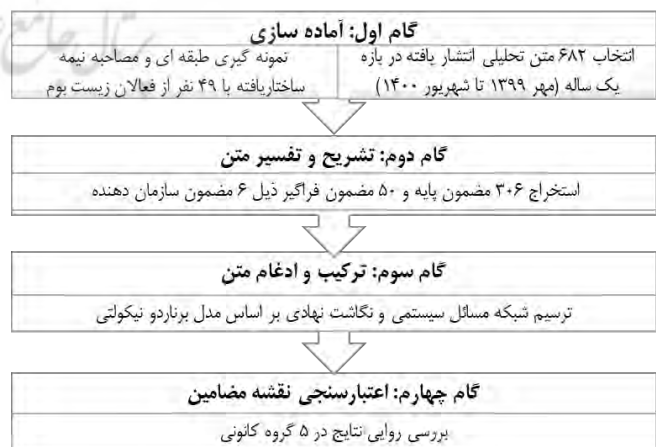 گام اول: آماده سازی
انتخاب ۶۸۲ متن تحلیلی انتشار یافته در بازه
یک ساله (مهر ۱۳۹۹ تا شهریور ۱۴۰۰)
نمونه گیری طبقه ای و مصاحبه نیمه
ساختاریافته با ۴۹ نفر از فعالان زیست بوم
گام دوم: تشریح و تفسیر متن
استخراج ۳۰۶ مضمون پایه و ۵۰ مضمون فراگیر ذیل ۶ مضمون سازمان دهنده
گام سوم: ترکیب و ادغام متن
ترسیم شبکه مسائل سیستمی و نگاشت نهادی بر اساس مدل برناردو نیکولتی
گام چهارم: اعتبارسنجی نقشه مضامین
بررسی روایی نتایج در ۵ گروه کانونی